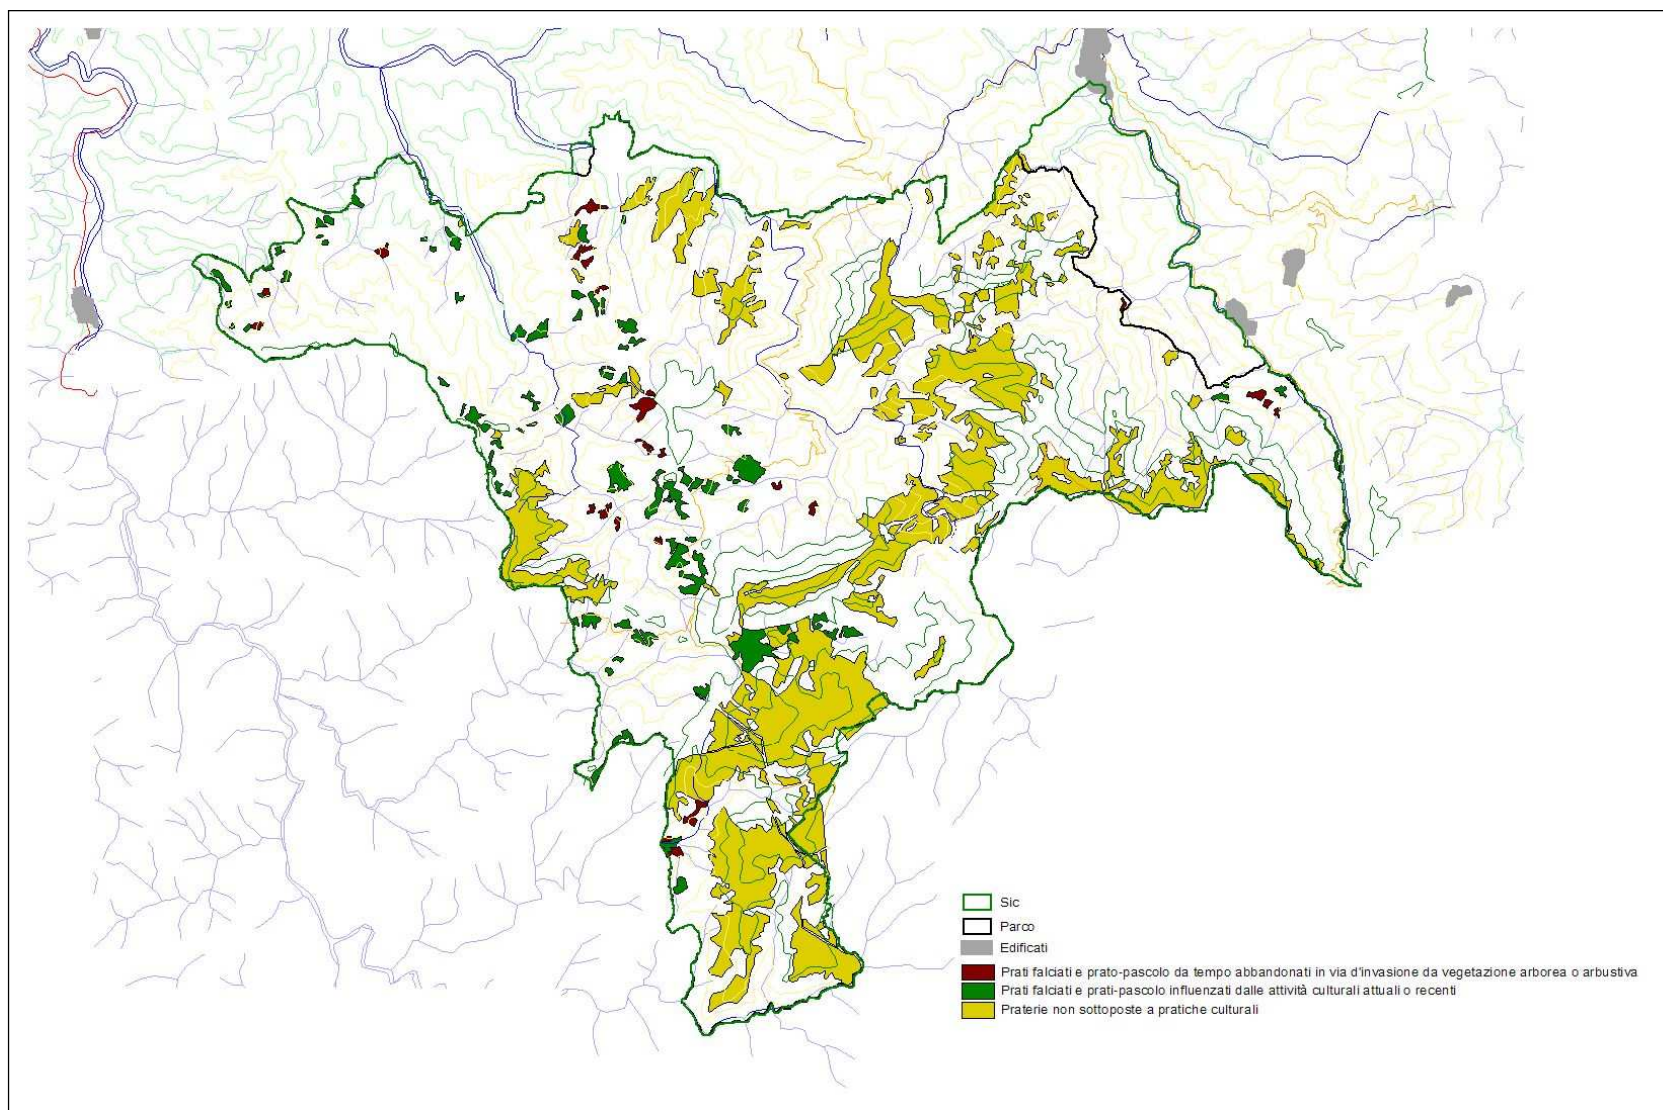 Sic
Parco
Edificati
Prati falciati e prato-pascolo da tempo abbandonati in via d'invasione da vegetazione arborea o arbustiva
Prati falciati e prati-pascolo influenzati dalle attività culturali attuali o recenti
Praterie non sottoposte a pratiche culturali